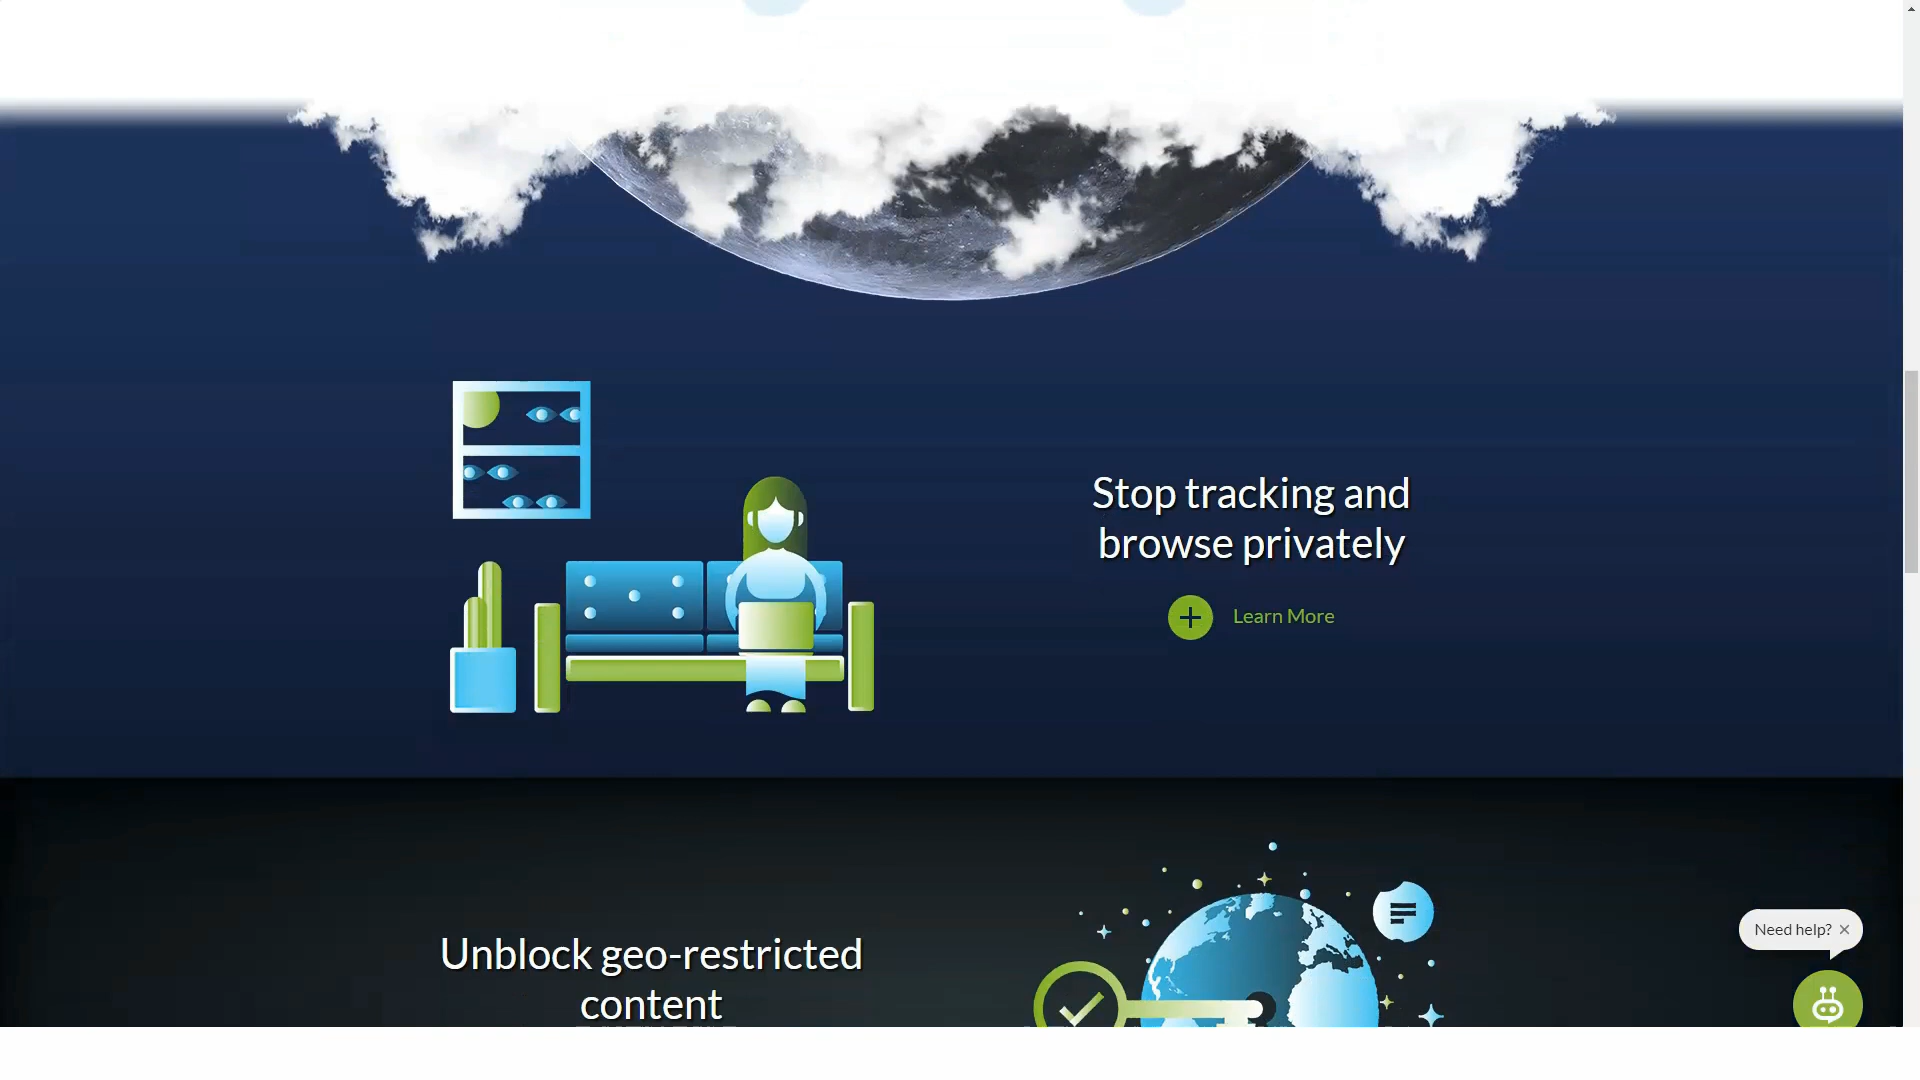 Stop tracking and
browse privately
Learn More
Unblock geo-restricted
content
Need help?